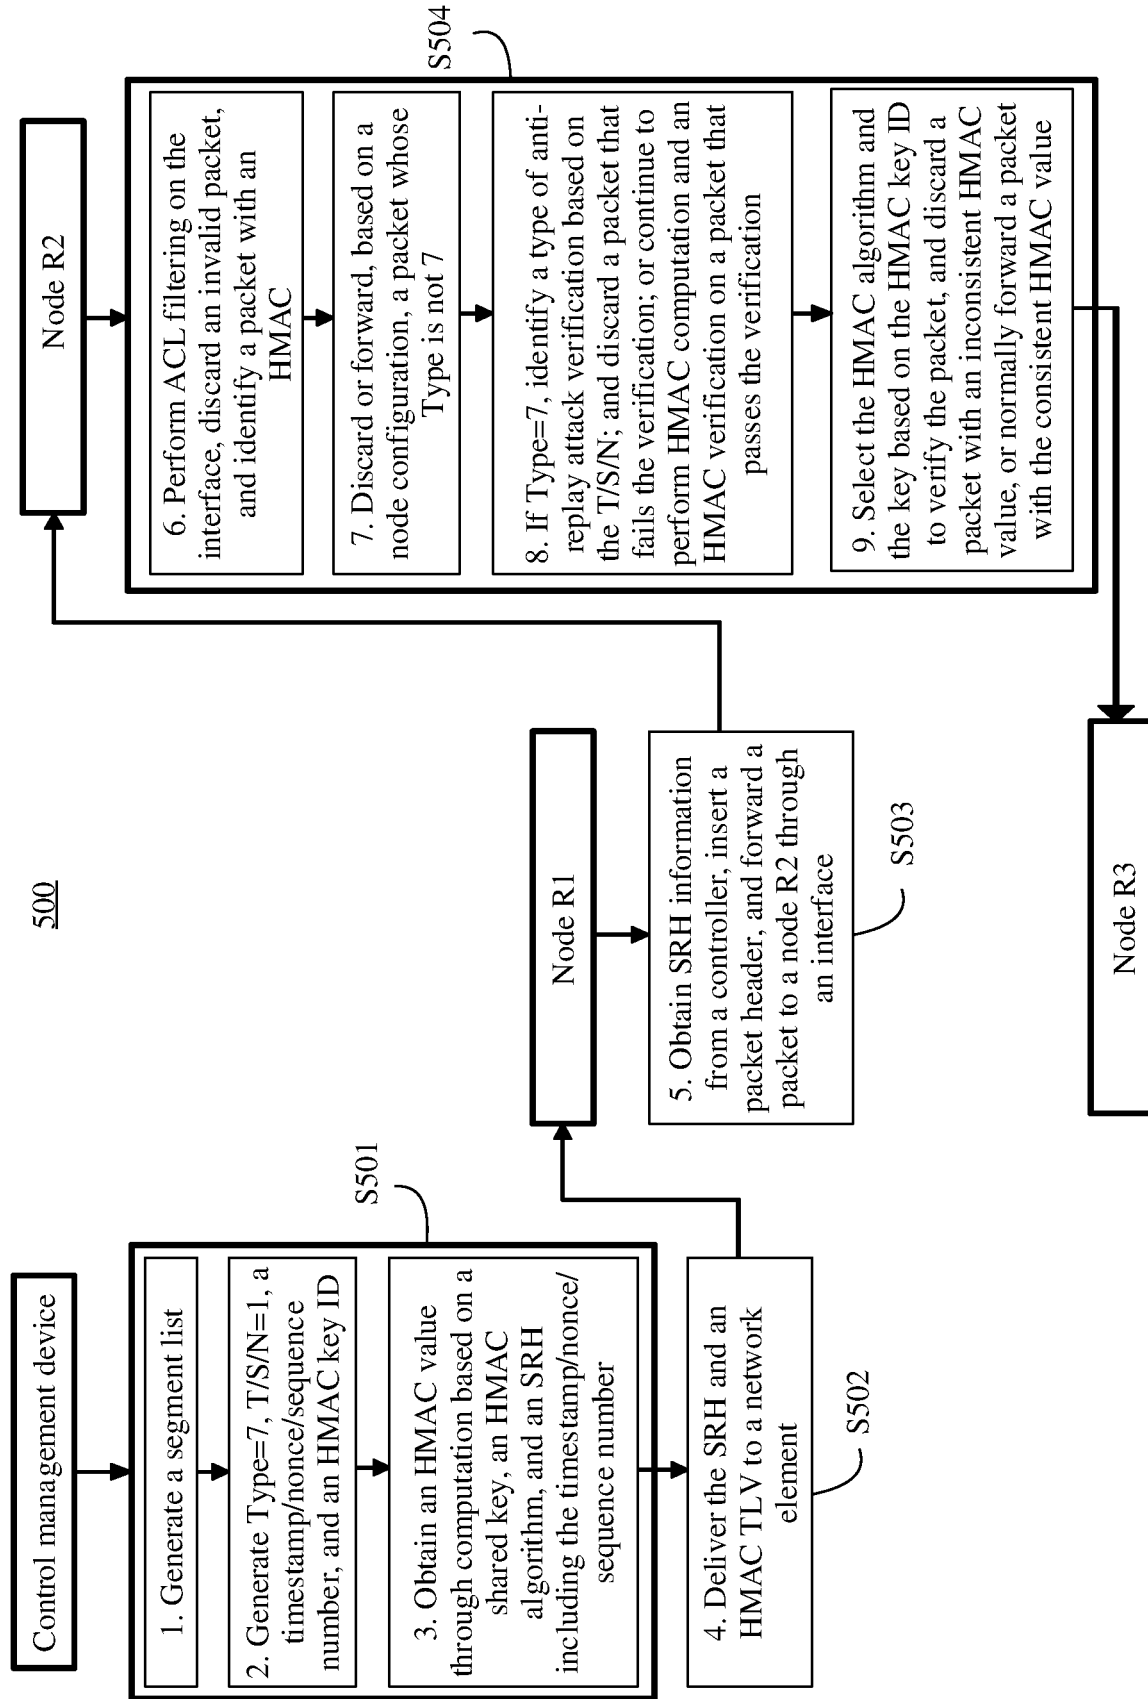 500
Control management device
1. Generate a segment list
2. Generate Type=7, T/S/N=1, a
timestamp/nonce/sequence
number, and an HMAC key ID
3. Obtain an HMAC value
through computation based on a
shared key, an HMAC
algorithm, and an SRH
including the timestamp/nonce/
sequence number
S501
4. Deliver the SRH and an
HMAC TLV to a network
element
S502
Node R1
5. Obtain SRH information
from a controller, insert a
packet header, and forward a
packet to a node R2 through
an interface
S503
Node R2
6. Perform ACL filtering on the
interface, discard an invalid packet,
and identify a packet with an
HMAC
7. Discard or forward, based on a
node configuration, a packet whose
Type is not 7
8. If Type=7, identify a type of anti-
replay attack verification based on
the T/S/N; and discard a packet that
fails the verification; or continue to
perform HMAC computation and an
HMAC verification on a packet that
passes the verification
9. Select the HMAC algorithm and
the key based on the HMAC key ID
to verify the packet, and discard a
packet with an inconsistent HMAC
value, or normally forward a packet
with the consistent HMAC value
S504
Node R3